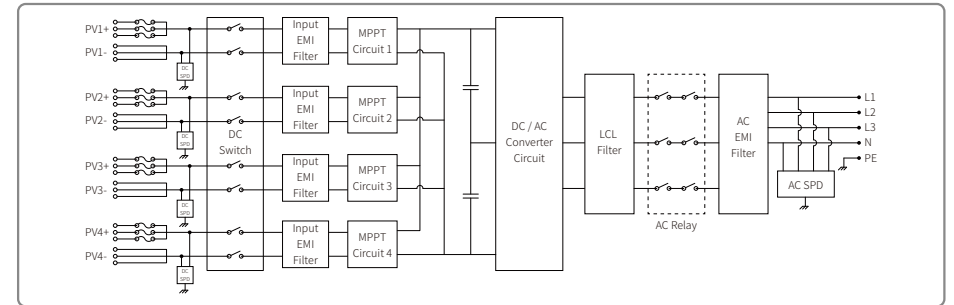 PV1+
PV1-
DC
SPD
Input
EMI
Filter
MPPT
Circuit 1
PV2+
PV2-
DC
SPD
Input
EMI
Filter
MPPT
Circuit 2
DC
Switch
PV3+
PV3-
DC
SPD
Input
EMI
Filter
MPPT
Circuit 3
PV4+
PV4-
DC
SPD
Input
EMI
Filter
MPPT
Circuit 4
DC / AC
Converter
Circuit
LCL
Filter
AC Relay
AC
EMI
Filter
L1
L2
L3
N
PE
AC SPD